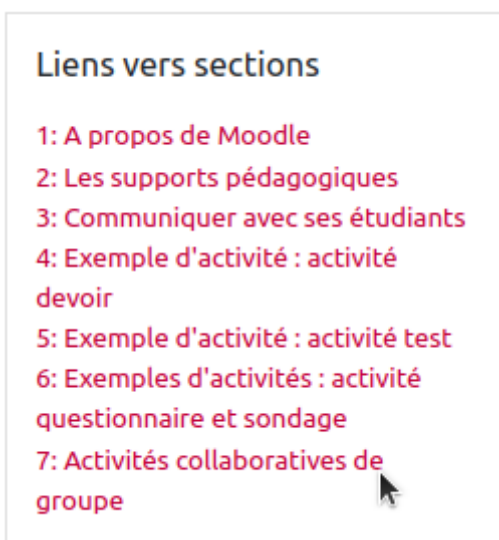 Liens vers sections
1: A propos de Moodle
2: Les supports pédagogiques
3: Communiquer avec ses étudiants
4: Exemple d'activité : activité
devoir
5: Exemple d'activité : activité test
6: Exemples d'activités : activité
questionnaire et sondage
7: Activités collaboratives de
groupe